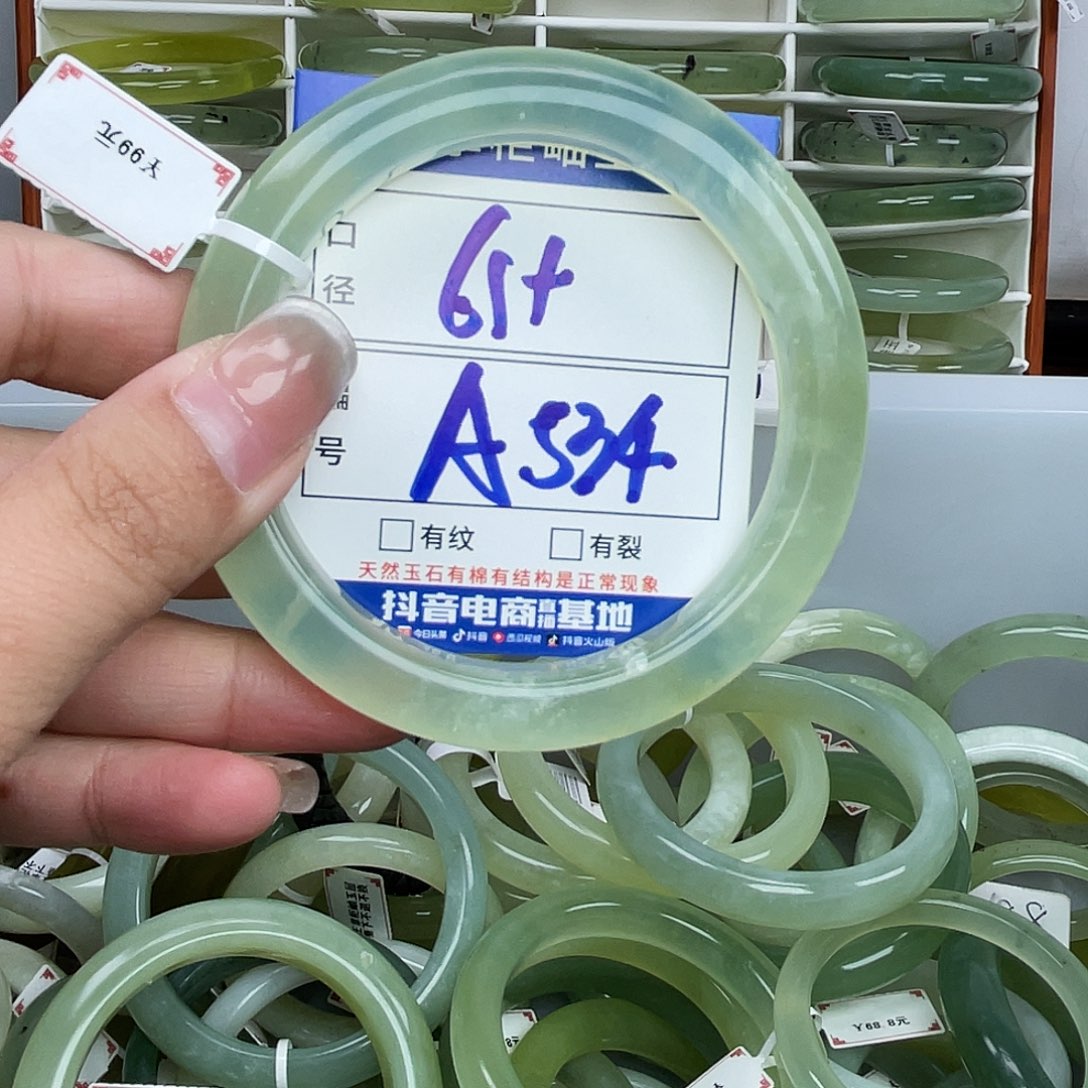 ¥99元
口径
61+
号
A534
有纹
有裂
天然玉石有棉有结构是正常现象
抖音电商直播基地
今日头条 抖音 西瓜视频 抖音火山版
¥68.8元